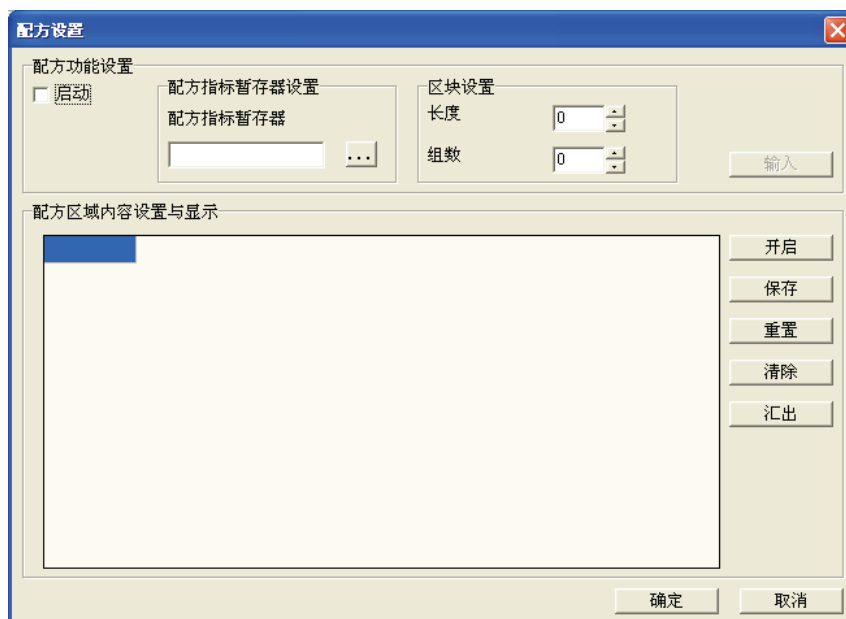 配方设置
配方功能设置
启动
配方指标暂存器设置
配方指标暂存器
...
区块设置
长度
0
组数
0
输入
配方区域内容设置与显示
开启
保存
重置
清除
汇出
确定
取消